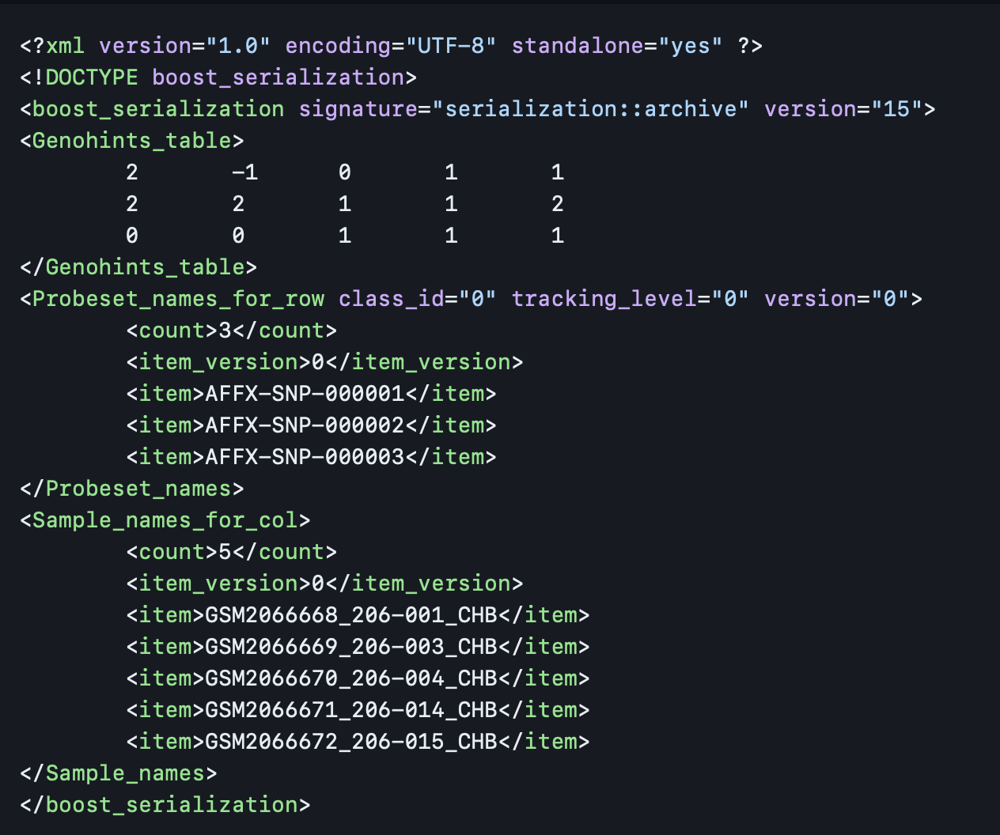 <?xml version="1.0" encoding="UTF-8" standalone="yes" ?>
<!DOCTYPE boost_serialization>
<boost_serialization signature="serialization::archive" version="15">
<Genohints_table>
	2	-1	0	1	1
	2	2	1	1	2
	0	0	1	1	1
</Genohints_table>
<Probeset_names_for_row class_id="0" tracking_level="0" version="0">
	<count>3</count>
	<item_version>0</item_version>
	<item>AFFX-SNP-000001</item>
	<item>AFFX-SNP-000002</item>
	<item>AFFX-SNP-000003</item>
</Probeset_names>
<Sample_names_for_col>
	<count>5</count>
	<item_version>0</item_version>
	<item>GSM2066668_206-001_CHB</item>
	<item>GSM2066669_206-003_CHB</item>
	<item>GSM2066670_206-004_CHB</item>
	<item>GSM2066671_206-014_CHB</item>
	<item>GSM2066672_206-015_CHB</item>
</Sample_names>
</boost_serialization>